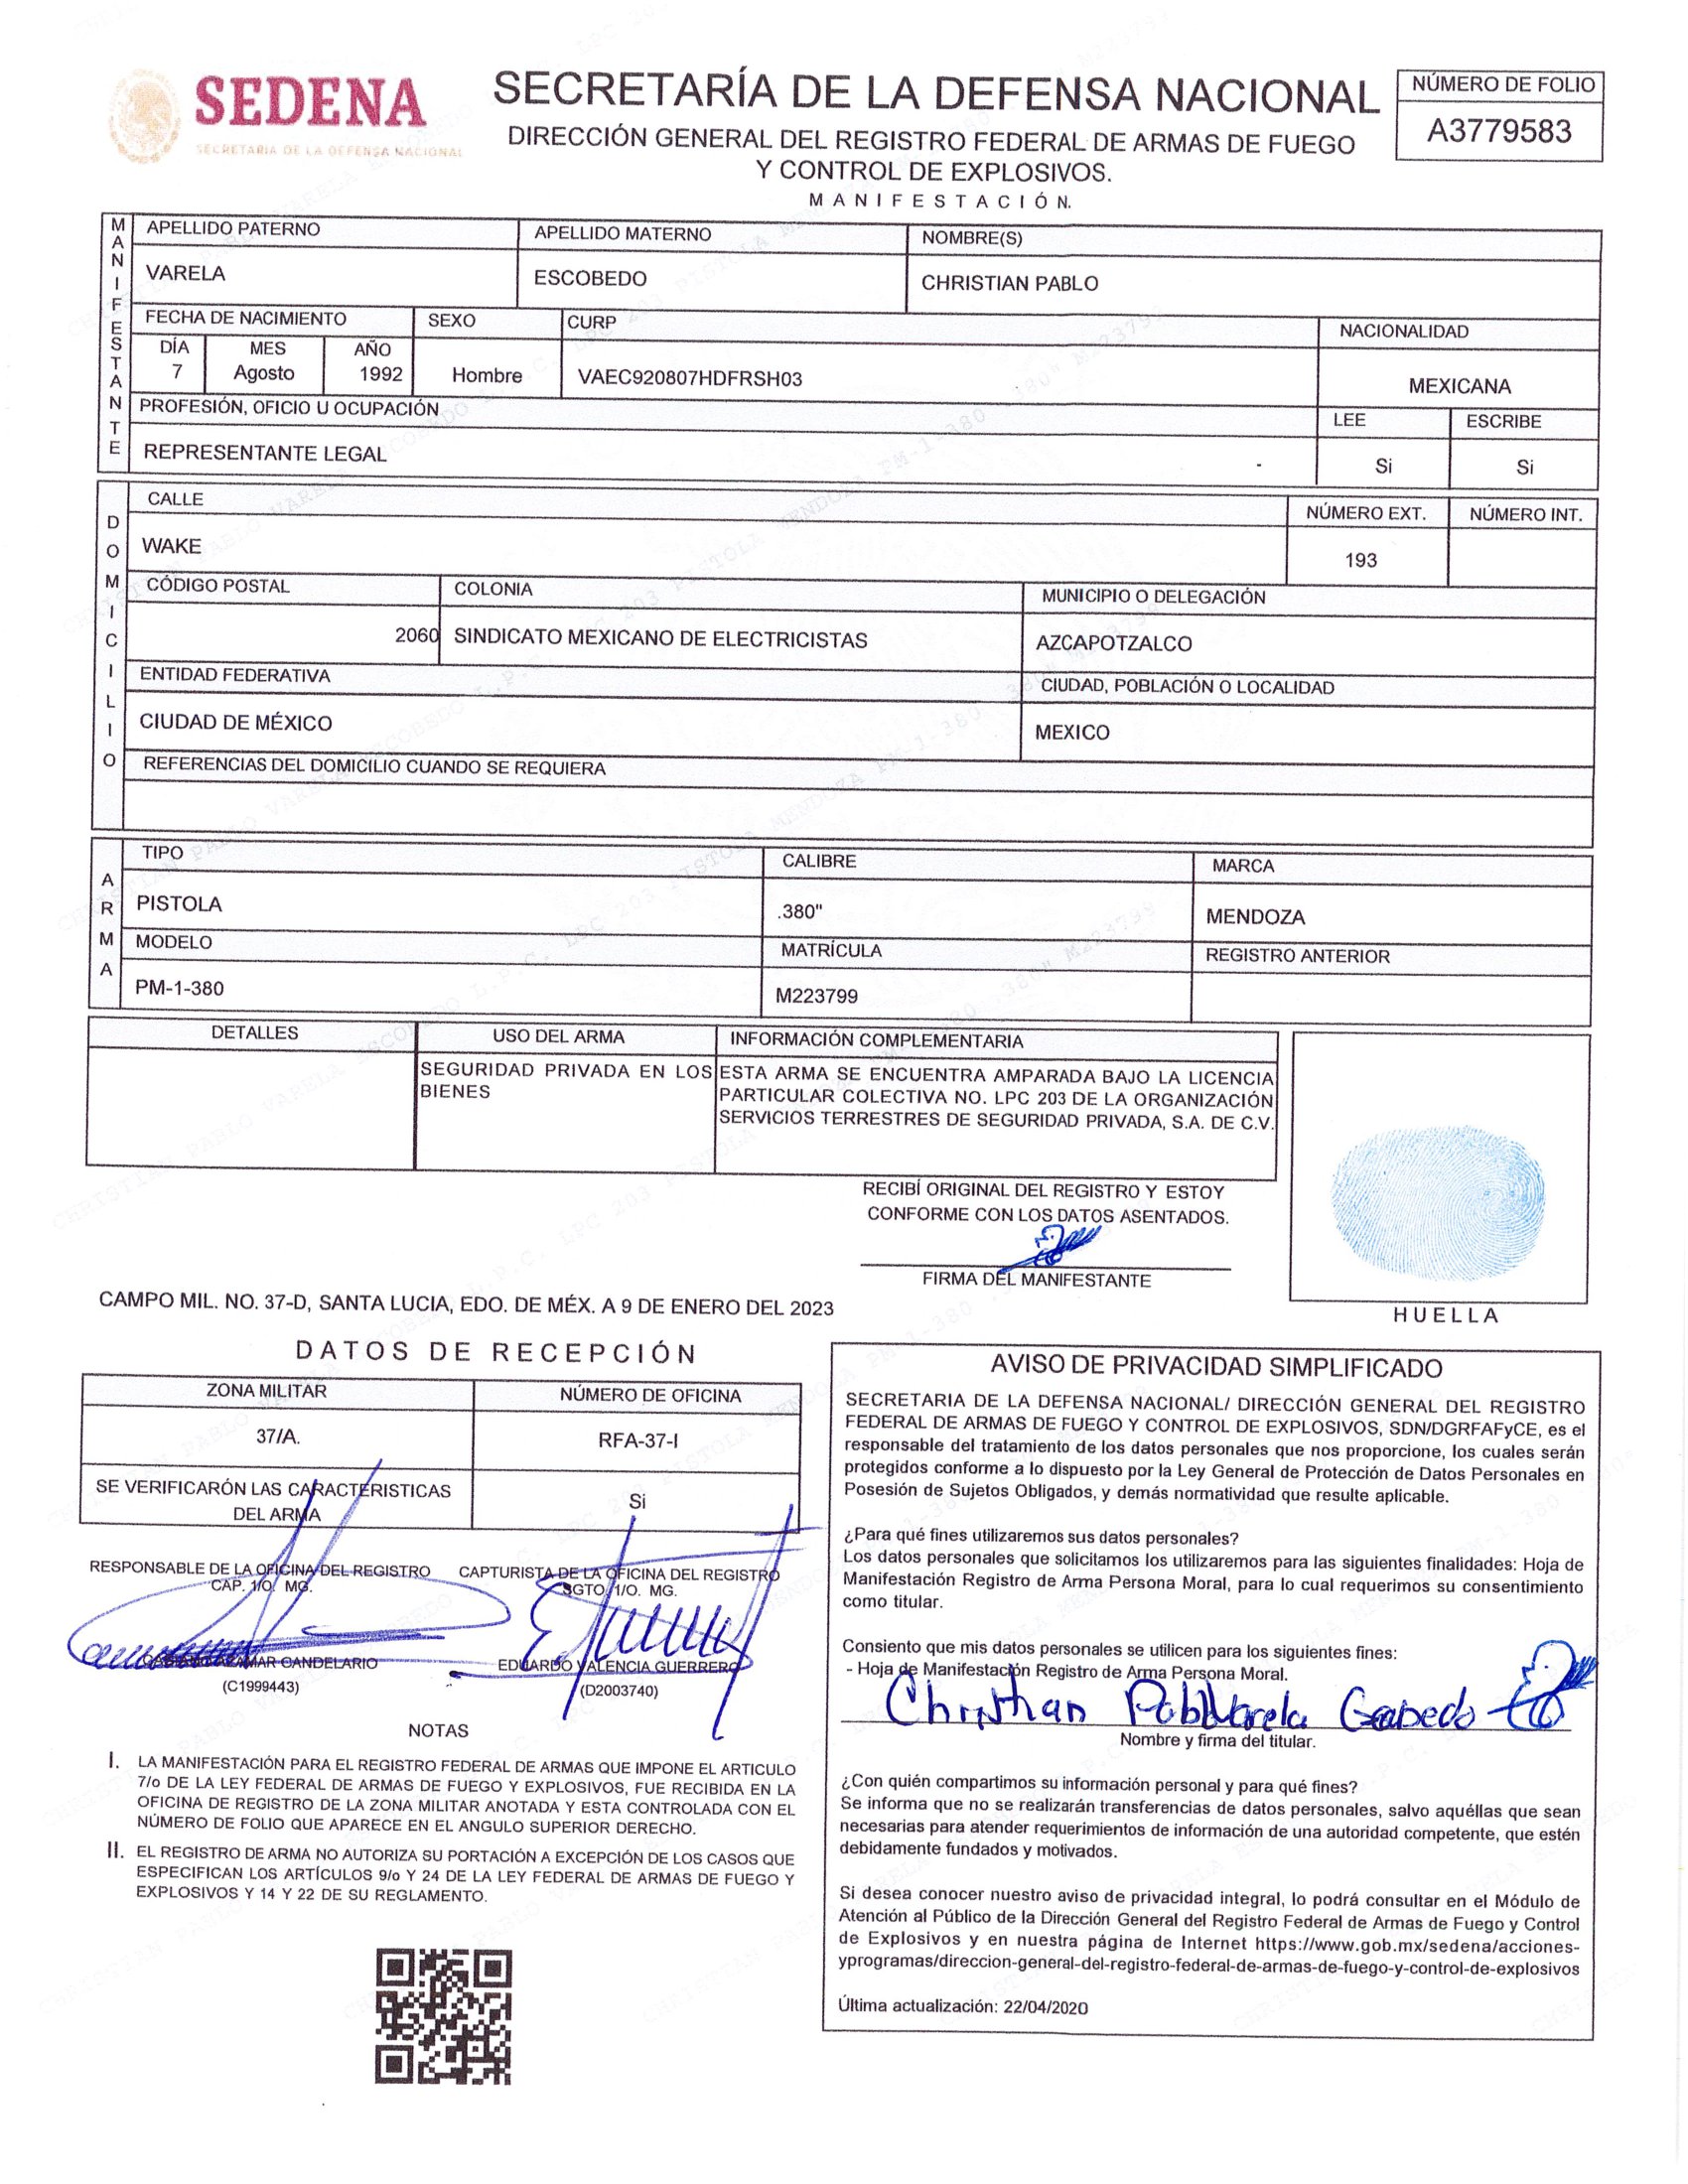 SEDENA
SECRETARÍA DE LA DEFENSA NACIONAL
SECRETARÍA DE LA DEFENSA NACIONAL
DIRECCIÓN GENERAL DEL REGISTRO FEDERAL DE ARMAS DE FUEGO
Y CONTROL DE EXPLOSIVOS.
MANIFESTACIÓN.
NÚMERO DE FOLIO
A3779583
MANIFESTANTE
APELLIDO PATERNO APELLIDO MATERNO NOMBRE(S)
VARELA ESCOBEDO CHRISTIAN PABLO
FECHA DE NACIMIENTO SEXO CURP NACIONALIDAD
DÍA MES AÑO
7 Agosto 1992 Hombre VAEC920807HDFRSH03 MEXICANA
PROFESIÓN, OFICIO U OCUPACIÓN LEE ESCRIBE
REPRESENTANTE LEGAL - Si Si
DOMICILIO
CALLE NÚMERO EXT. NÚMERO INT.
WAKE 193
CÓDIGO POSTAL COLONIA MUNICIPIO O DELEGACIÓN
2060 SINDICATO MEXICANO DE ELECTRICISTAS AZCAPOTZALCO
ENTIDAD FEDERATIVA CIUDAD, POBLACIÓN O LOCALIDAD
CIUDAD DE MÉXICO MEXICO
REFERENCIAS DEL DOMICILIO CUANDO SE REQUIERA
ARMA
TIPO CALIBRE MARCA
PISTOLA .380" MENDOZA
MODELO MATRÍCULA REGISTRO ANTERIOR
PM-1-380 M223799
DETALLES USO DEL ARMA INFORMACIÓN COMPLEMENTARIA
SEGURIDAD PRIVADA EN LOS BIENES
ESTA ARMA SE ENCUENTRA AMPARADA BAJO LA LICENCIA
PARTICULAR COLECTIVA NO. LPC 203 DE LA ORGANIZACIÓN
SERVICIOS TERRESTRES DE SEGURIDAD PRIVADA, S.A. DE C.V.
RECIBÍ ORIGINAL DEL REGISTRO Y ESTOY
CONFORME CON LOS DATOS ASENTADOS.
FIRMA DEL MANIFESTANTE
HUELLA
CAMPO MIL. NO. 37-D, SANTA LUCIA, EDO. DE MÉX. A 9 DE ENERO DEL 2023
DATOS DE RECEPCIÓN
ZONA MILITAR NÚMERO DE OFICINA
37/A. RFA-37-I
SE VERIFICARÓN LAS CARACTERISTICAS
DEL ARMA
Si
RESPONSABLE DE LA OFICINA DEL REGISTRO
CAP. 1/O. MG.
CANDELARIO
(C1999443)
CAPTURISTA DE LA OFICINA DEL REGISTRO
SGTO. 1/O. MG.
EDUARDO VALENCIA GUERRERO
(D2003740)
NOTAS
I. LA MANIFESTACIÓN PARA EL REGISTRO FEDERAL DE ARMAS QUE IMPONE EL ARTICULO
7/o DE LA LEY FEDERAL DE ARMAS DE FUEGO Y EXPLOSIVOS, FUE RECIBIDA EN LA
OFICINA DE REGISTRO DE LA ZONA MILITAR ANOTADA Y ESTA CONTROLADA CON EL
NÚMERO DE FOLIO QUE APARECE EN EL ANGULO SUPERIOR DERECHO.
II. EL REGISTRO DE ARMA NO AUTORIZA SU PORTACIÓN A EXCEPCIÓN DE LOS CASOS QUE
ESPECIFICAN LOS ARTÍCULOS 9/o Y 24 DE LA LEY FEDERAL DE ARMAS DE FUEGO Y
EXPLOSIVOS Y 14 Y 22 DE SU REGLAMENTO.
AVISO DE PRIVACIDAD SIMPLIFICADO
SECRETARIA DE LA DEFENSA NACIONAL/ DIRECCIÓN GENERAL DEL REGISTRO
FEDERAL DE ARMAS DE FUEGO Y CONTROL DE EXPLOSIVOS, SDN/DGRFAFyCE, es el
responsable del tratamiento de los datos personales que nos proporcione, los cuales serán
protegidos conforme a lo dispuesto por la Ley General de Protección de Datos Personales en
Posesión de Sujetos Obligados, y demás normatividad que resulte aplicable.
¿Para qué fines utilizaremos sus datos personales?
Los datos personales que solicitamos los utilizaremos para las siguientes finalidades: Hoja de
Manifestación Registro de Arma Persona Moral, para lo cual requerimos su consentimiento
como titular.
Consiento que mis datos personales se utilicen para los siguientes fines:
- Hoja de Manifestación Registro de Arma Persona Moral.
Christian Pablo Varela
Nombre y firma del titular.
¿Con quién compartimos su información personal y para qué fines?
Se informa que no se realizarán transferencias de datos personales, salvo aquéllas que sean
necesarias para atender requerimientos de información de una autoridad competente, que estén
debidamente fundados y motivados.
Si desea conocer nuestro aviso de privacidad integral, lo podrá consultar en el Módulo de
Atención al Público de la Dirección General del Registro Federal de Armas de Fuego y Control
de Explosivos y en nuestra página de Internet https://www.gob.mx/sedena/acciones-
yprogramas/direccion-general-del-registro-federal-de-armas-de-fuego-y-control-de-explosivos
Última actualización: 22/04/2020